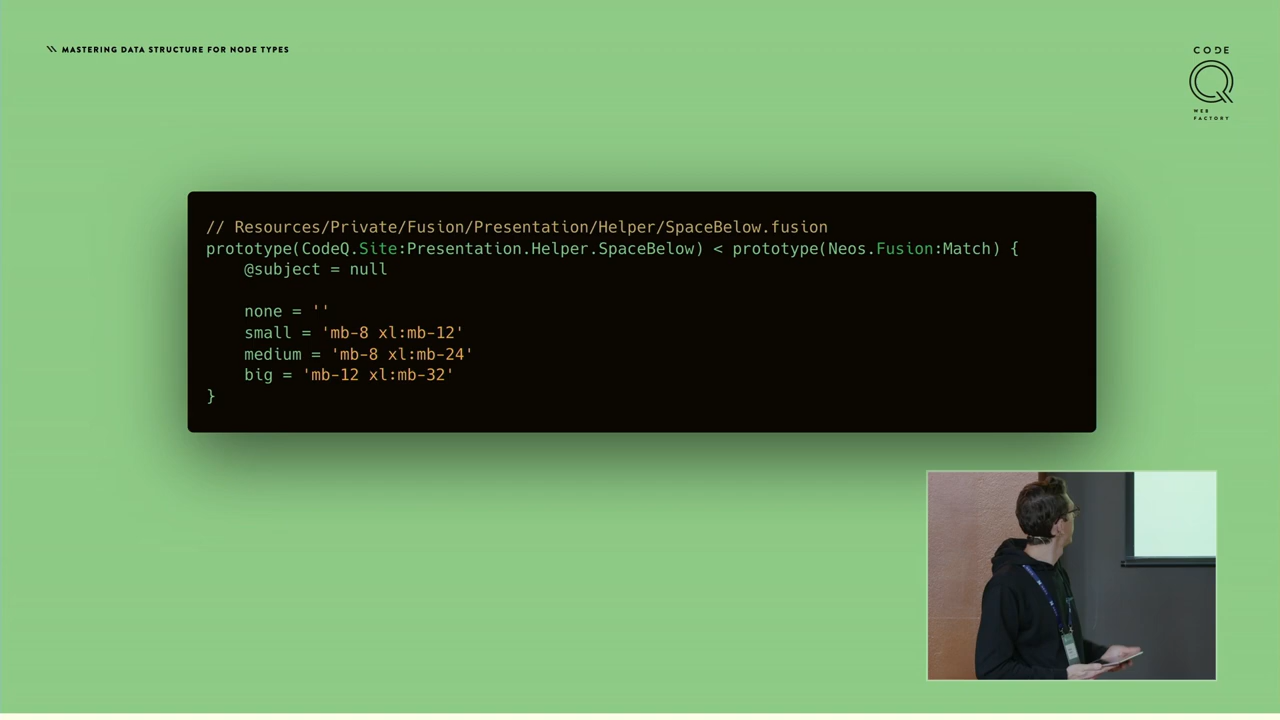 \\ MASTERING DATA STRUCTURE FOR NODE TYPES
CODE
Q
WEB
FACTORY
// Resources/Private/Fusion/Presentation/Helper/SpaceBelow.fusion
prototype(CodeQ.Site:Presentation.Helper.SpaceBelow) < prototype(Neos.Fusion:Match) {
    @subject = null

    none = ''
    small = 'mb-8 xl:mb-12'
    medium = 'mb-8 xl:mb-24'
    big = 'mb-12 xl:mb-32'
}